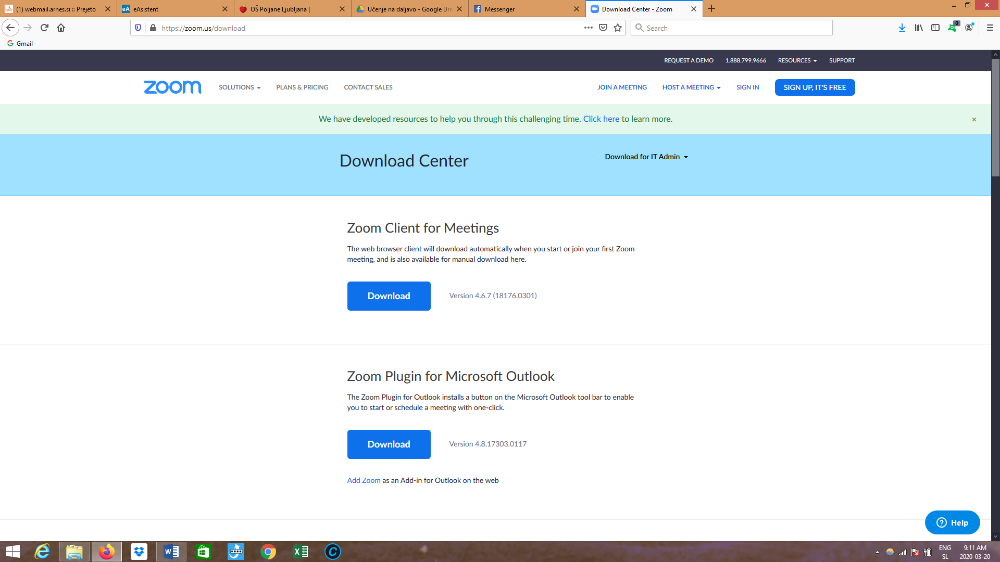 (1) webmail.arnes.si :: Prejeto
eAsistent
OŠ Poljane Ljubljana |
Učenje na daljavo - Google Driv
Messenger
Download Center - Zoom
https://zoom.us/download
Search
0
Gmail
REQUEST A DEMO
1.888.799.9666
RESOURCES
SUPPORT
zoom
SOLUTIONS
PLANS & PRICING
CONTACT SALES
JOIN A MEETING
HOST A MEETING
SIGN IN
SIGN UP, IT'S FREE
We have developed resources to help you through this challenging time. Click here to learn more.
Download Center
Download for IT Admin
Zoom Client for Meetings
The web browser client will download automatically when you start or join your first Zoom
meeting, and is also available for manual download here.
Download
Version 4.6.7 (18176.0301)
Zoom Plugin for Microsoft Outlook
The Zoom Plugin for Outlook installs a button on the Microsoft Outlook tool bar to enable
you to start or schedule a meeting with one-click.
Download
Version 4.8.17303.0117
Add Zoom as an Add-in for Outlook on the web
Help
ENG
SL
9:11 AM
2020-03-20